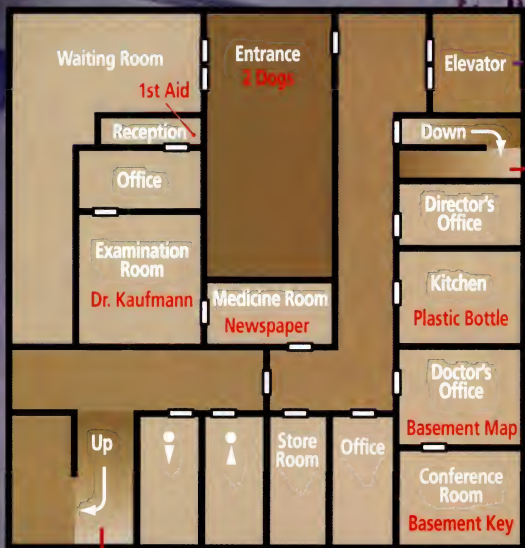 Waiting Room
1st Aid
Reception
Office
Examination
Room
Dr. Kaufmann
Entrance
2 Dogs
Medicine Room
Newspaper
Elevator
Down
Director's
Office
Kitchen
Plastic Bottle
Doctor's
Office
Basement Map
Conference
Room
Basement Key
Up
Store
Room
Office